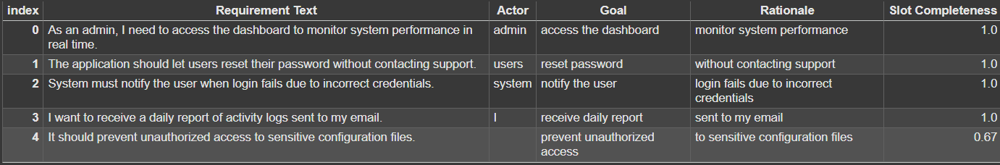 index Requirement Text Actor Goal Rationale Slot Completeness
0 As an admin, I need to access the dashboard to monitor system performance in real time. admin access the dashboard monitor system performance 1.0
1 The application should let users reset their password without contacting support. users reset password without contacting support 1.0
2 System must notify the user when login fails due to incorrect credentials. system notify the user login fails due to incorrect credentials 1.0
3 I want to receive a daily report of activity logs sent to my email. I receive daily report sent to my email 1.0
4 It should prevent unauthorized access to sensitive configuration files. prevent unauthorized access to sensitive configuration files 0.67